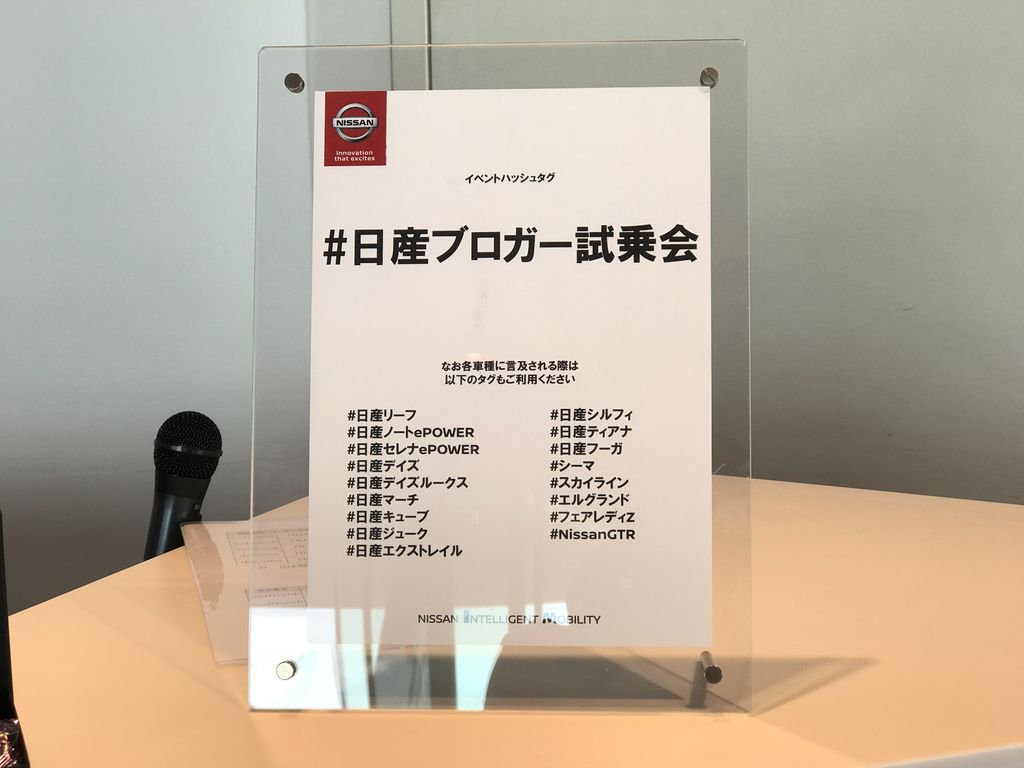 NISSAN
Innovation
that excites
イベントハッシュタグ
#日産ブロガー試乗会
なお各車種に言及される際は
以下のタグもご利用ください
#日産リーフ
#日産ノートePOWER
#日産セレナePOWER
#日産デイズ
#日産デイズルークス
#日産マーチ
#日産キューブ
#日産ジューク
#日産エクストレイル
#日産シルフィ
#日産ティアナ
#日産フーガ
#シーマ
#スカイライン
#エルグランド
#フェアレディZ
#NissanGTR
NISSAN INTELLIGENT MOBILITY